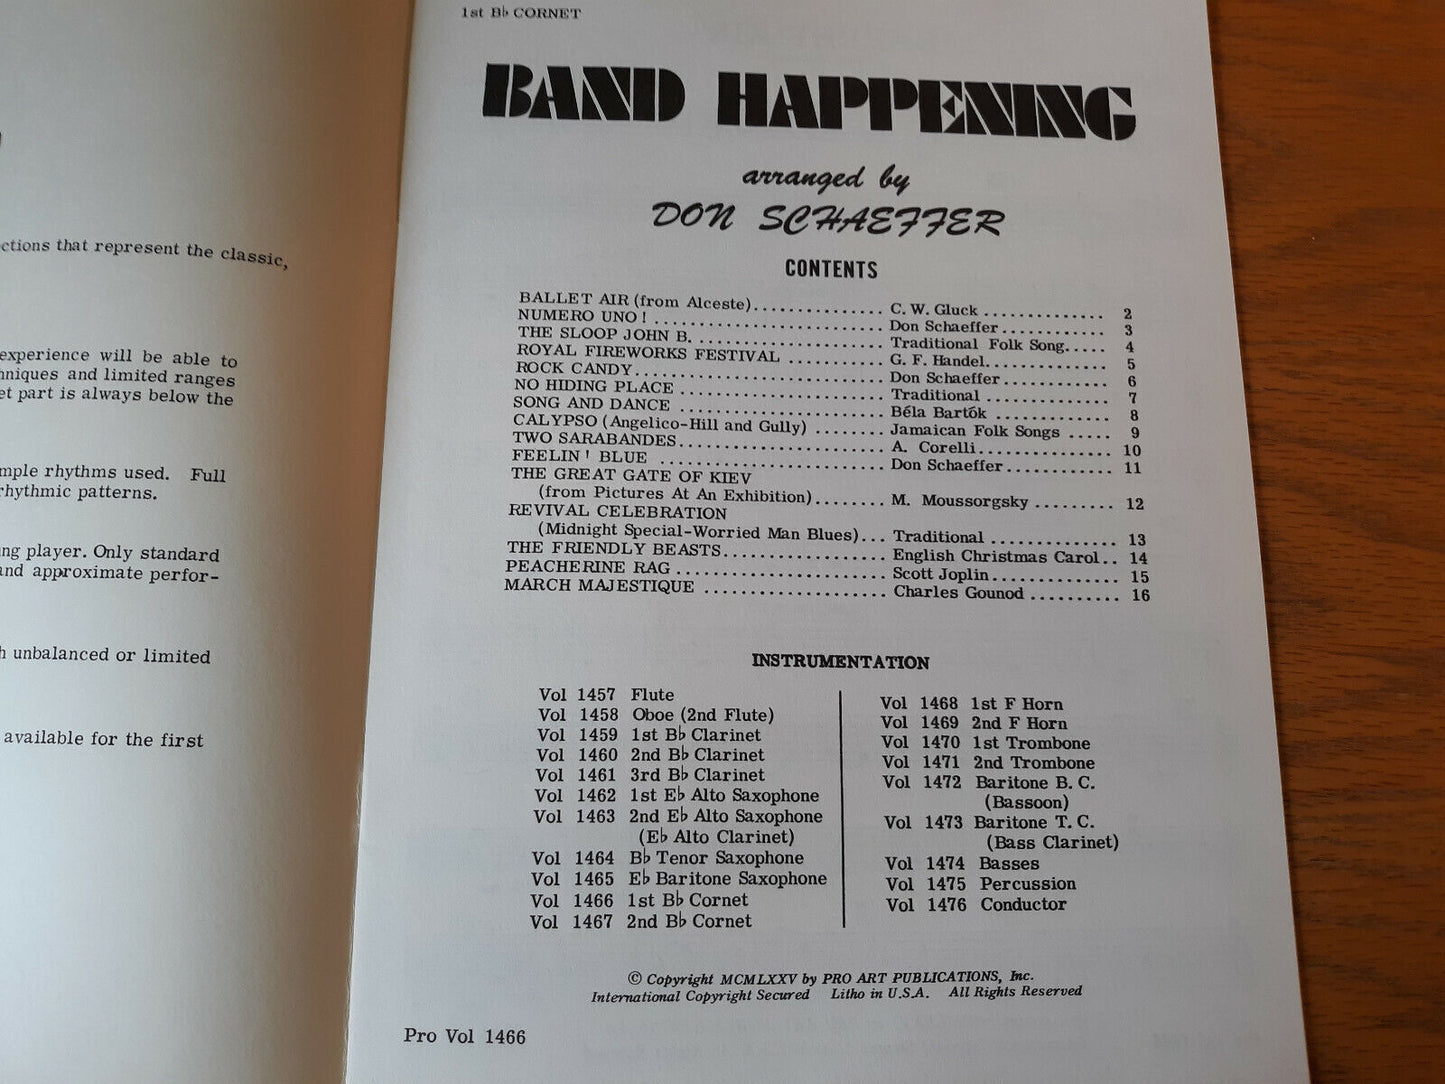 ctions that represent the classic,
experience will be able to
hniques and limited ranges
et part is always below the
mple rhythms used. Full
rhythmic patterns.
ng player. Only standard
and approximate perfor-
h unbalanced or limited
available for the first
1st B♭ CORNET
BAND HAPPENING
arranged by
DON SCHAEFFER
CONTENTS
BALLET AIR (from Alceste)............... C. W. Gluck .............. 2
NUMERO UNO! ........................... Don Schaeffer ............ 3
THE SLOOP JOHN B. ...................... Traditional Folk Song..... 4
ROYAL FIREWORKS FESTIVAL ........... G. F. Handel.............. 5
ROCK CANDY............................. Don Schaeffer ............ 6
NO HIDING PLACE ........................ Traditional .............. 7
SONG AND DANCE ........................ Béla Bartók ............. 8
CALYPSO (Angelico-Hill and Gully) ........ Jamaican Folk Songs ..... 9
TWO SARABANDES........................ A. Corelli................ 10
FEELIN' BLUE .......................... Don Schaeffer............. 11
THE GREAT GATE OF KIEV
(from Pictures At An Exhibition)........ M. Moussorgsky ......... 12
REVIVAL CELEBRATION
(Midnight Special-Worried Man Blues)... Traditional .............. 13
THE FRIENDLY BEASTS................... English Christmas Carol.. 14
PEACHERINE RAG ......................... Scott Joplin............... 15
MARCH MAJESTIQUE ..................... Charles Gounod .......... 16
INSTRUMENTATION
Vol 1457 Flute
Vol 1458 Oboe (2nd Flute)
Vol 1459 1st B♭ Clarinet
Vol 1460 2nd B♭ Clarinet
Vol 1461 3rd B♭ Clarinet
Vol 1462 1st E♭ Alto Saxophone
Vol 1463 2nd E♭ Alto Saxophone
(E♭ Alto Clarinet)
Vol 1464 B♭ Tenor Saxophone
Vol 1465 E♭ Baritone Saxophone
Vol 1466 1st B♭ Cornet
Vol 1467 2nd B♭ Cornet
Vol 1468 1st F Horn
Vol 1469 2nd F Horn
Vol 1470 1st Trombone
Vol 1471 2nd Trombone
Vol 1472 Baritone B. C.
(Bassoon)
Vol 1473 Baritone T. C.
(Bass Clarinet)
Vol 1474 Basses
Vol 1475 Percussion
Vol 1476 Conductor
© Copyright MCMLXXV by PRO ART PUBLICATIONS, Inc.
International Copyright Secured Litho in U.S.A. All Rights Reserved
Pro Vol 1466